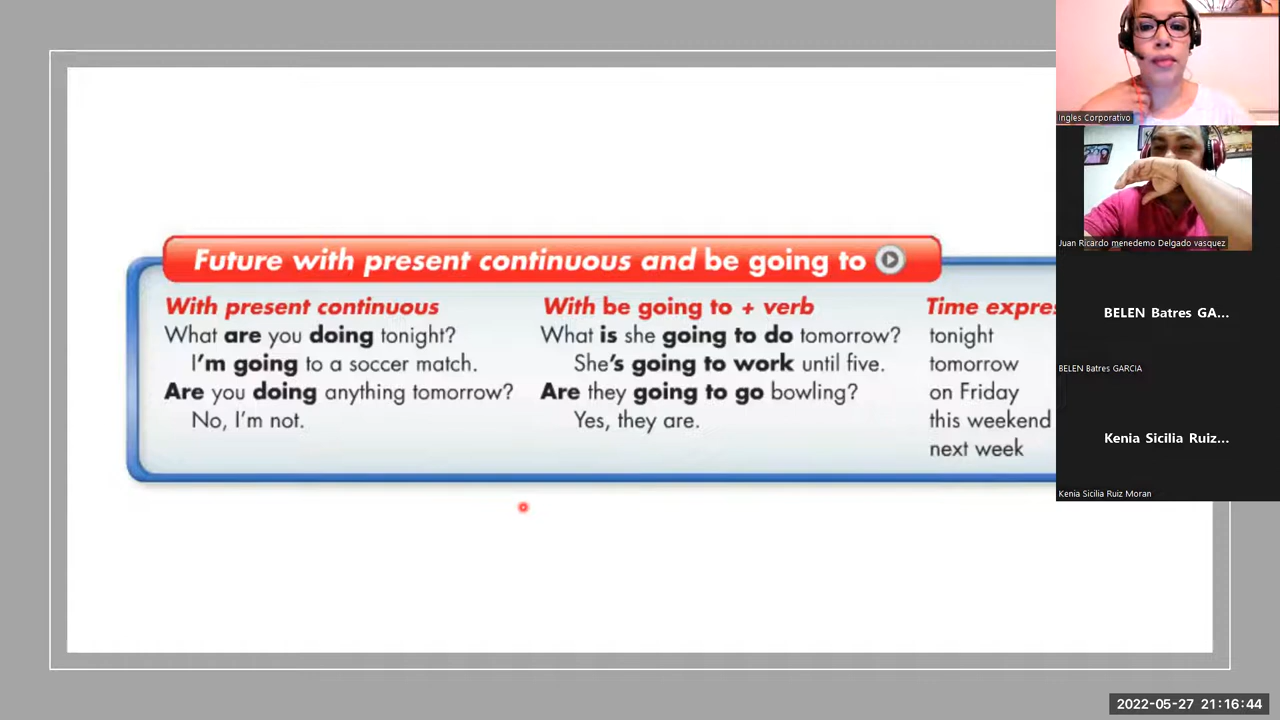 Future with present continuous and be going to
With present continuous
What are you doing tonight?
I'm going to a soccer match.
Are you doing anything tomorrow?
No, I'm not.
With be going to + verb
What is she going to do tomorrow?
She's going to work until five.
Are they going to go bowling?
Yes, they are.
Time expres
tonight
tomorrow
on Friday
this weekend
next week
Ingles Corporativo
Juan Ricardo menedemo Delgado vasquez
BELEN Batres GA...
BELEN Batres GARCIA
Kenia Sicilia Ruiz...
Kenia Sicilia Ruiz Moran
2022-05-27 21:16:44